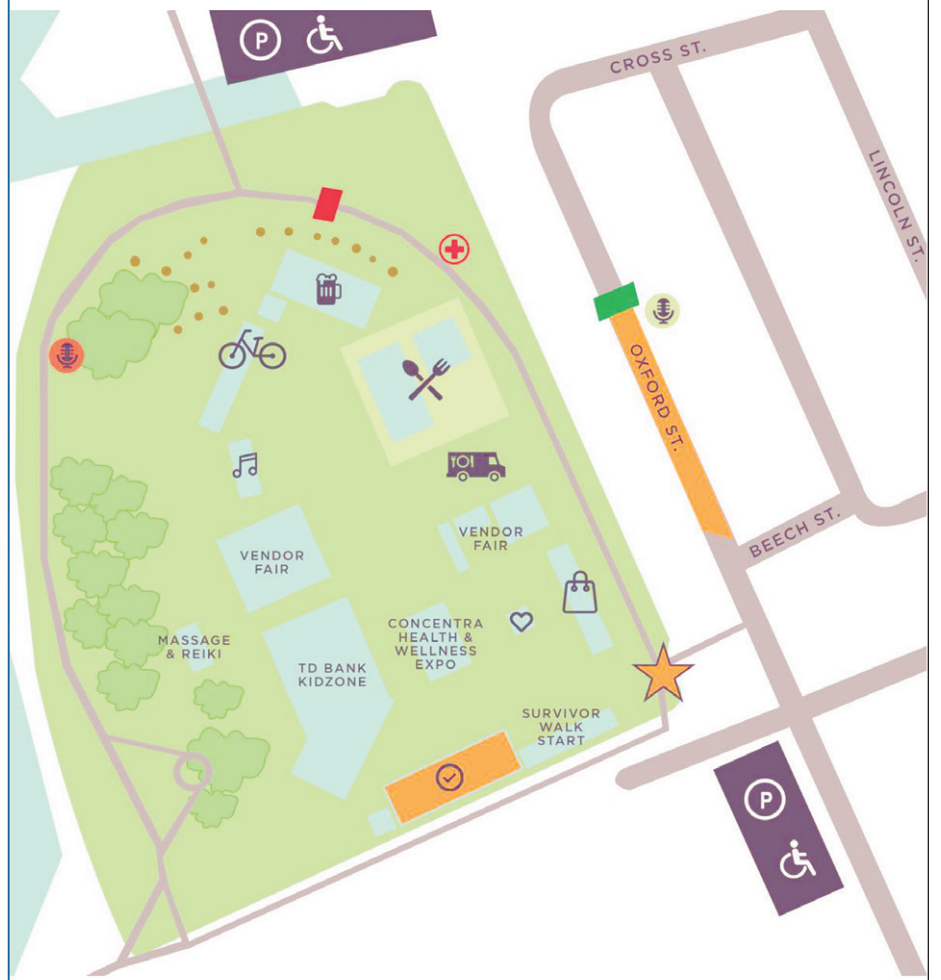 P
CROSS ST.
LINCOLN ST.
OXFORD ST.
BEECH ST.
VENDOR
FAIR
VENDOR
FAIR
MASSAGE
& REIKI
TD BANK
KIDZONE
CONCENTRA
HEALTH &
WELLNESS
EXPO
SURVIVOR
WALK
START
P